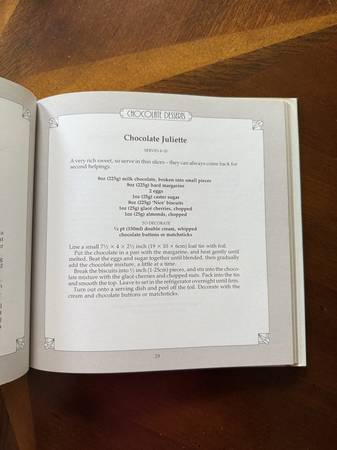 CHOCOLATE DESSERTS
Chocolate Juliette
SERVES 8-10
A very rich sweet, so serve in thin slices – they can always come back for
second helpings.
8oz (225g) milk chocolate, broken into small pieces
8oz (225g) hard margarine
2 eggs
1oz (25g) caster sugar
8oz (225g) 'Nice' biscuits
1oz (25g) glacé cherries, chopped
1oz (25g) almonds, chopped
TO DECORATE
¼ pt (150ml) double cream, whipped
chocolate buttons or matchsticks
Line a small 7½ × 4 × 2½ inch (19 × 10 × 6cm) loaf tin with foil.
Put the chocolate in a pan with the margarine, and heat gently until
melted. Beat the eggs and sugar together until blended, then gradually
add the chocolate mixture, a little at a time.
Break the biscuits into ½ inch (1·25cm) pieces, and stir into the choco-
late mixture with the glacé cherries and chopped nuts. Pack into the tin
and smooth the top. Leave to set in the refrigerator overnight until firm.
Turn out onto a serving dish and peel off the foil. Decorate with the
cream and chocolate buttons or matchsticks.